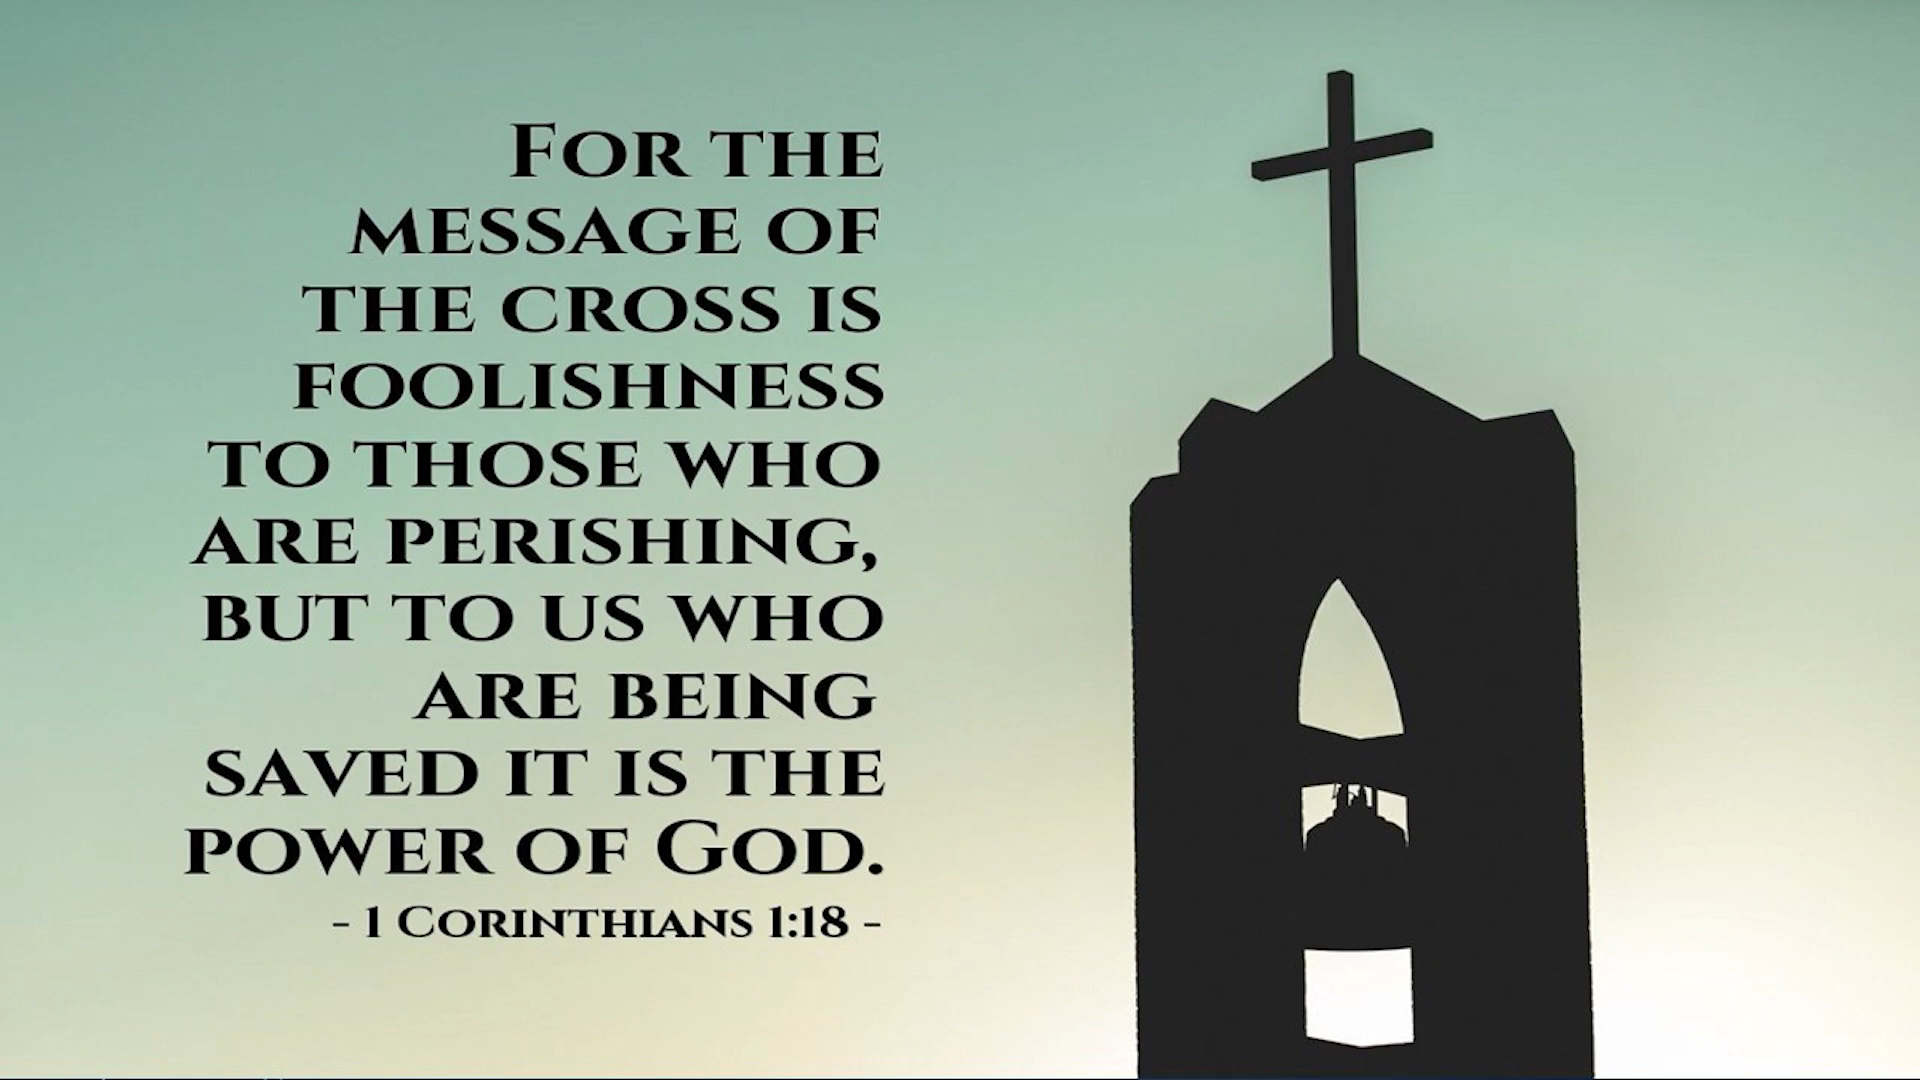 For the
message of
the cross is
foolishness
to those who
are perishing,
but to us who
are being
saved it is the
power of God.
- 1 Corinthians 1:18 -